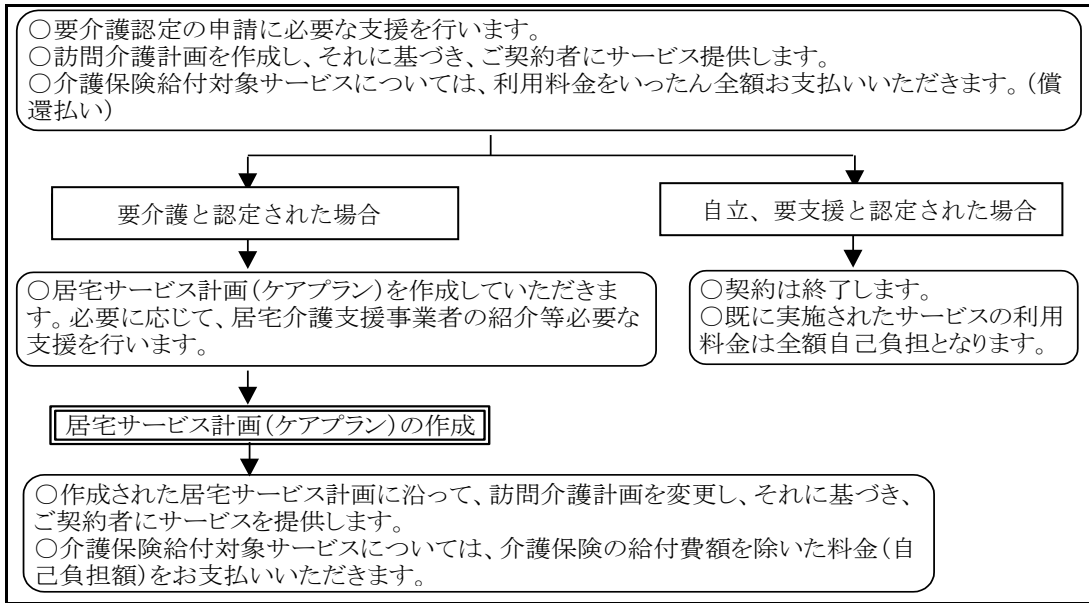 ○要介護認定の申請に必要な支援を行います。
○訪問介護計画を作成し、それに基づき、ご契約者にサービス提供します。
○介護保険給付対象サービスについては、利用料金をいったん全額お支払いいただきます。(償
還払い)
要介護と認定された場合
自立、要支援と認定された場合
○居宅サービス計画(ケアプラン)を作成していただきま
す。必要に応じて、居宅介護支援事業者の紹介等必要な
支援を行います。
○契約は終了します。
○既に実施されたサービスの利用
料金は全額自己負担となります。
居宅サービス計画(ケアプラン)の作成
○作成された居宅サービス計画に沿って、訪問介護計画を変更し、それに基づき、
ご契約者にサービスを提供します。
○介護保険給付対象サービスについては、介護保険の給付費額を除いた料金(自
己負担額)をお支払いいただきます。